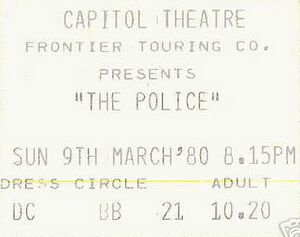 CAPITOL THEATRE
FRONTIER TOURING CO.
PRESENTS
"THE POLICE"
SUN 9TH MARCH'80 8.15PM
DRESS CIRCLE ADULT
DC BB 21 10.20